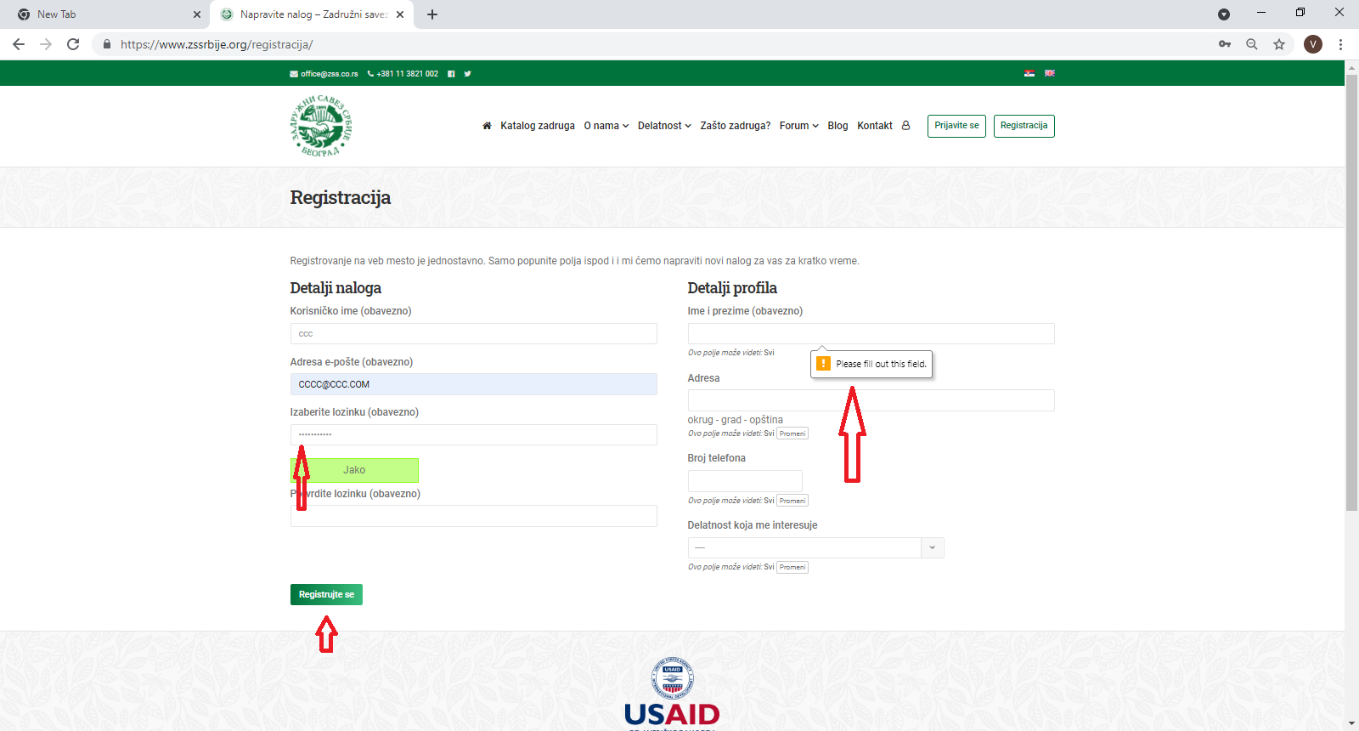 New Tab
Napravite nalog – Zadružni savez
https://www.zssrbije.org/registracija/
V
office@zss.co.rs +381 11 3821 002
ЗАДРУЖНИ САВЕЗ СРБИЈЕ
БЕОГРАД
Katalog zadruga O nama Delatnost Zašto zadruga? Forum Blog Kontakt Prijavite se Registracija
Registracija
Registrovanje na veb mesto je jednostavno. Samo popunite polja ispod i i mi ćemo napraviti novi nalog za vas za kratko vreme.
Detalji naloga
Korisničko ime (obavezno)
ccc
Adresa e-pošte (obavezno)
CCCC@CCC.COM
Izaberite lozinku (obavezno)
Jako
Potvrdite lozinku (obavezno)
Registrujte se
Detalji profila
Ime i prezime (obavezno)
Ovo polje može videti: Svi
Please fill out this field.
Adresa
okrug - grad - opština
Ovo polje može videti: Svi Promeni
Broj telefona
Ovo polje može videti: Svi Promeni
Delatnost koja me interesuje
----
Ovo polje može videti: Svi Promeni
USAID
USAID